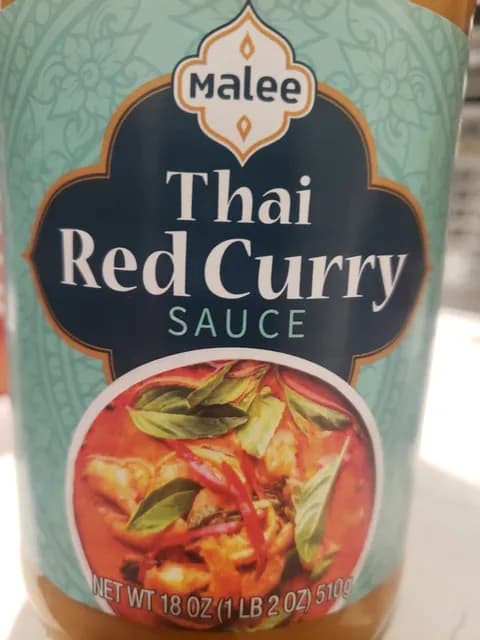 Malee
Thai
Red Curry
SAUCE
NET WT 18 OZ (1 LB 2 OZ) 510g